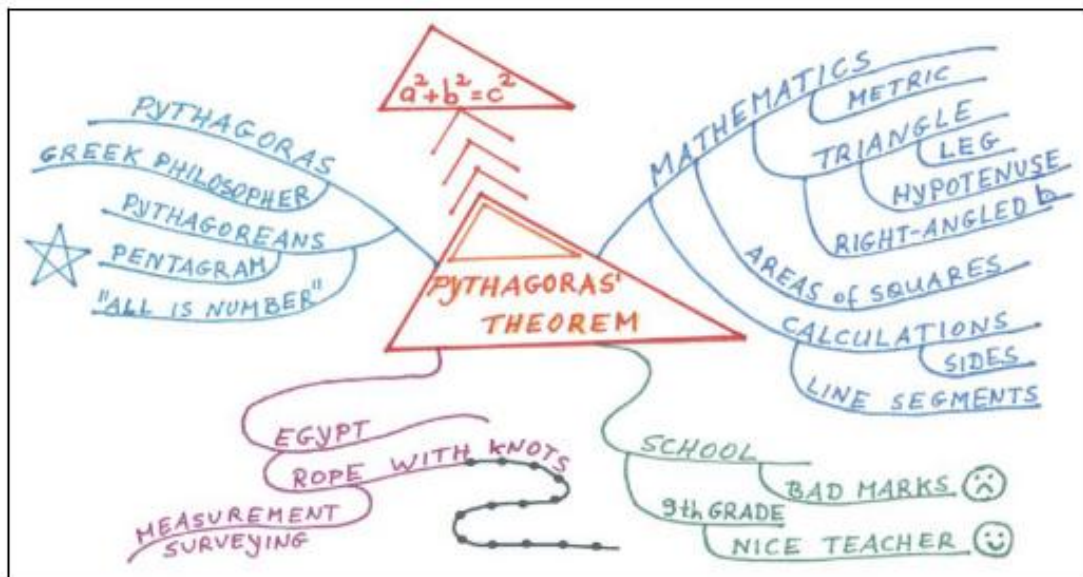 a²+b²=c²
PYTHAGORAS'
THEOREM
PYTHAGORAS
GREEK PHILOSOPHER
PYTHAGOREANS
PENTAGRAM
"ALL IS NUMBER"
MATHEMATICS
METRIC
TRIANGLE
LEG
HYPOTENUSE
RIGHT-ANGLED
AREAS of SQUARES
CALCULATIONS
SIDES
LINE SEGMENTS
EGYPT
ROPE WITH KNOTS
MEASUREMENT
SURVEYING
SCHOOL
BAD MARKS
9th GRADE
NICE TEACHER